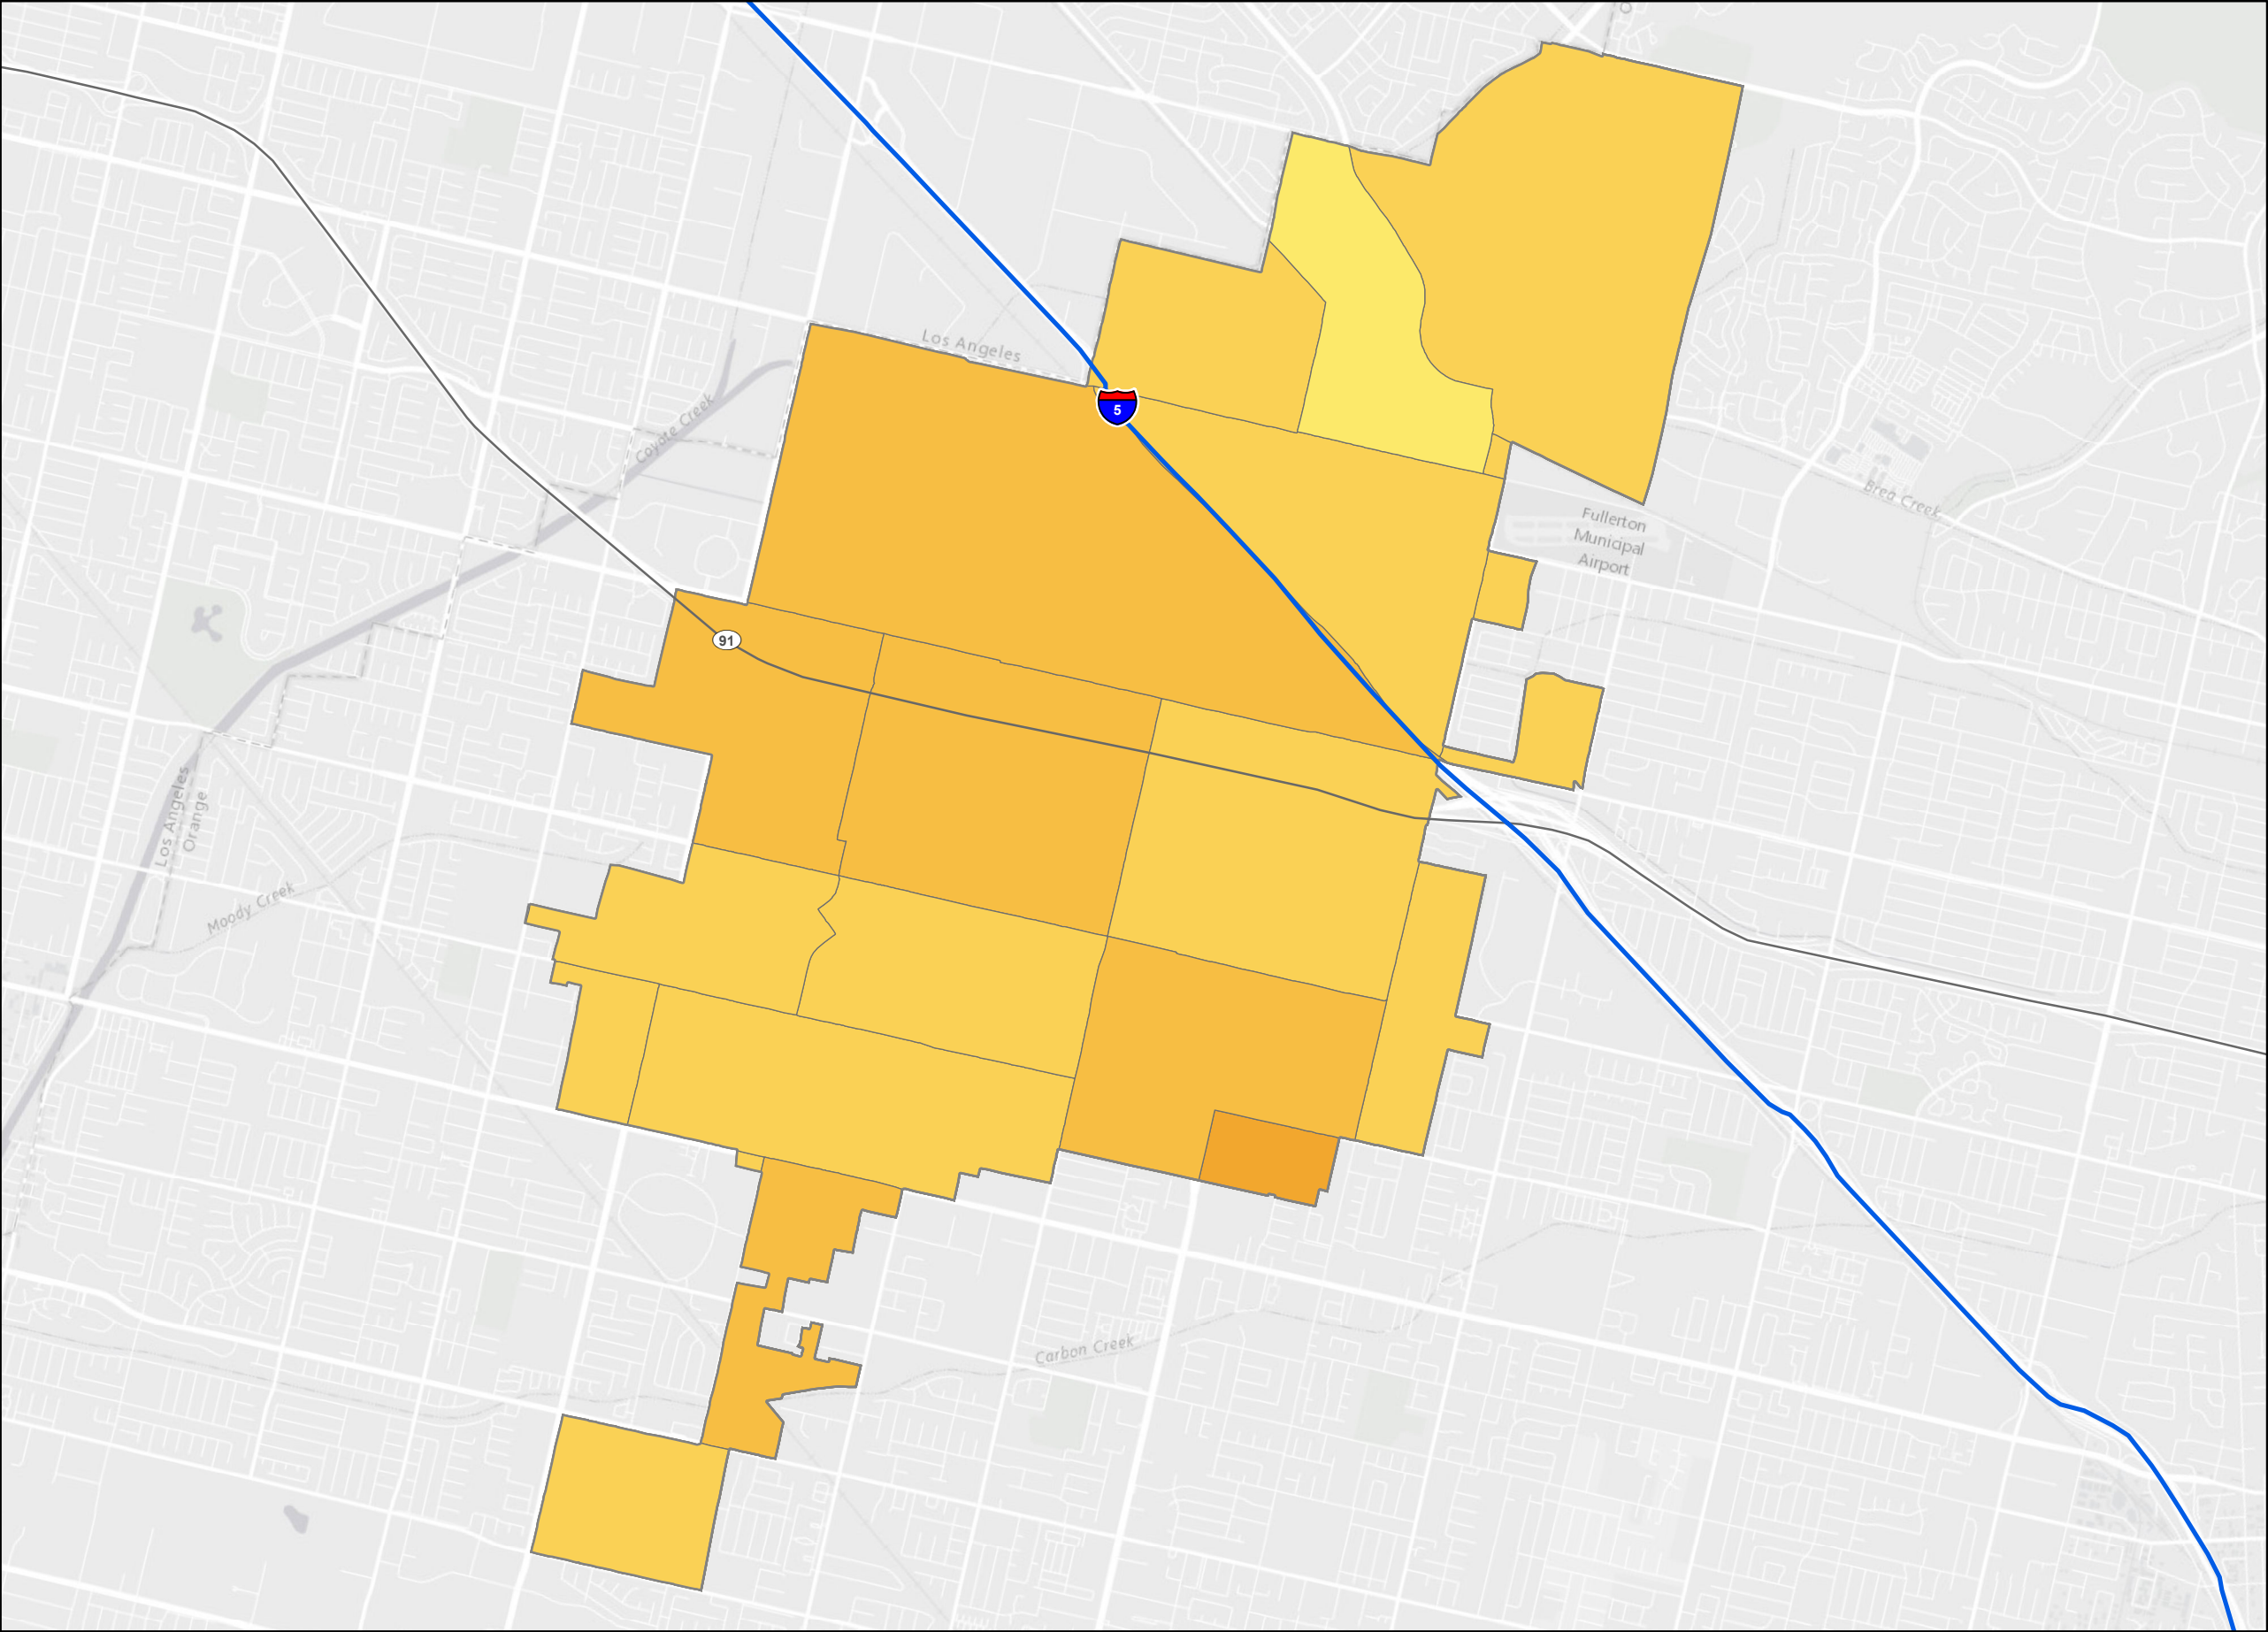 Los Angeles
5
Coyote Creek
Brea Creek
Fullerton
Municipal
Airport
91
Los Angeles
Orange
Moody Creek
Carbon Creek